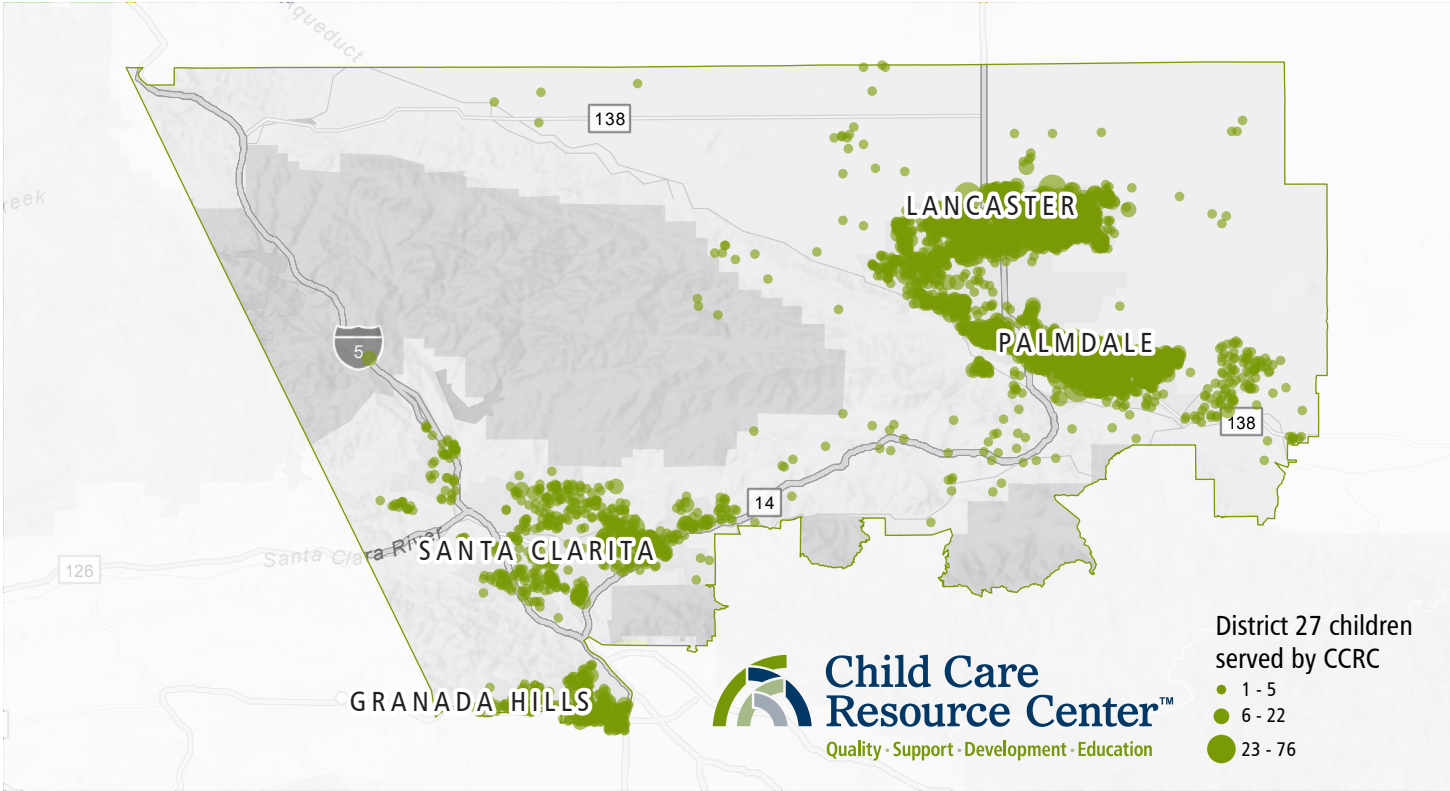 queduct
138
reek
LANCASTER
5
PALMDALE
138
14
Santa Clara River
SANTA CLARITA
126
GRANADA HILLS
Child Care
Resource Center™
Quality · Support · Development · Education
District 27 children
served by CCRC
1 - 5
6 - 22
23 - 76